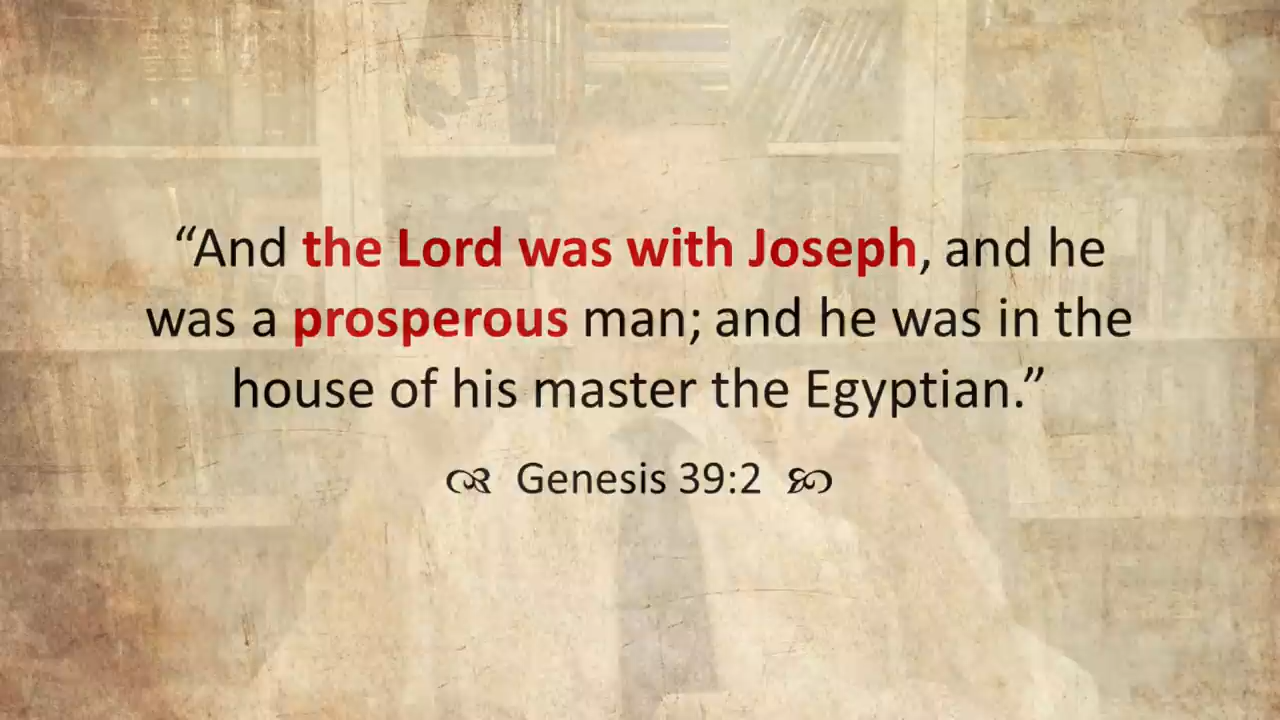 “And the Lord was with Joseph, and he
was a prosperous man; and he was in the
house of his master the Egyptian.”
Genesis 39:2